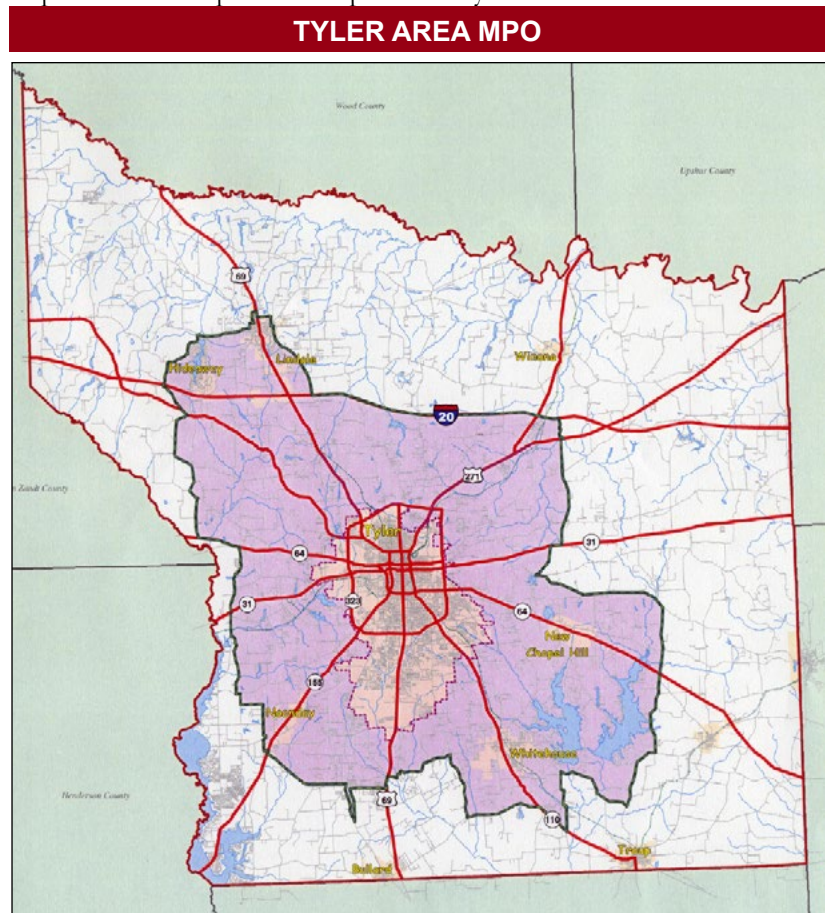 TYLER AREA MPO
Wood County
Upshur County
69
Lindale
Hideaway
Winona
20
271
Zandt County
Tyler
31
64
31
323
64
New
Chapel Hill
155
Noonday
Whitehouse
Henderson County
69
110
Troup
Bullard